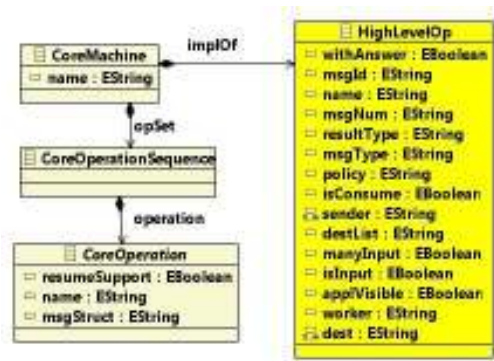 CoreMachine
name : EString
implOf
opSet
CoreOperationSequence
operation
CoreOperation
resumeSupport : EBoolean
name : EString
msgStruct : EString
HighLevelOp
withAnswer : EBoolean
msgId : EString
name : EString
msgNum : EString
resultType : EString
msgType : EString
policy : EString
isConsume : EBoolean
sender : EString
destList : EString
manyInput : EBoolean
isInput : EBoolean
applVisible : EBoolean
worker : EString
dest : EString